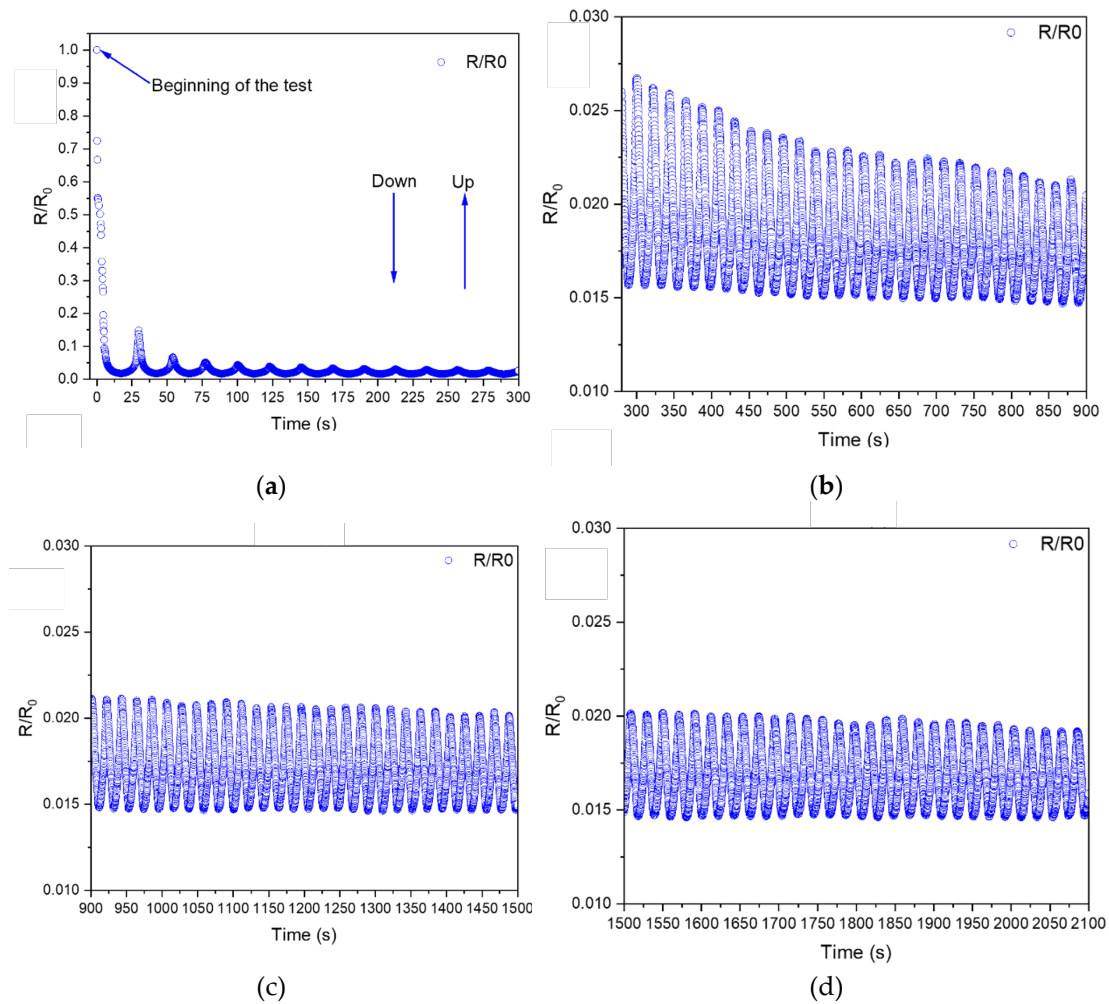 R/R0
Beginning of the test
Down
Up
R/R0
1.0
0.9
0.8
0.7
0.6
0.5
0.4
0.3
0.2
0.1
0.0
0 25 50 75 100 125 150 175 200 225 250 275 300
Time (s)
(a)
R/R0
R/R0
0.030
0.025
0.020
0.015
0.010
300 350 400 450 500 550 600 650 700 750 800 850 900
Time (s)
(b)
R/R0
R/R0
0.030
0.025
0.020
0.015
0.010
900 950 1000 1050 1100 1150 1200 1250 1300 1350 1400 1450 1500
Time (s)
(c)
R/R0
R/R0
0.030
0.025
0.020
0.015
0.010
1500 1550 1600 1650 1700 1750 1800 1850 1900 1950 2000 2050 2100
Time (s)
(d)